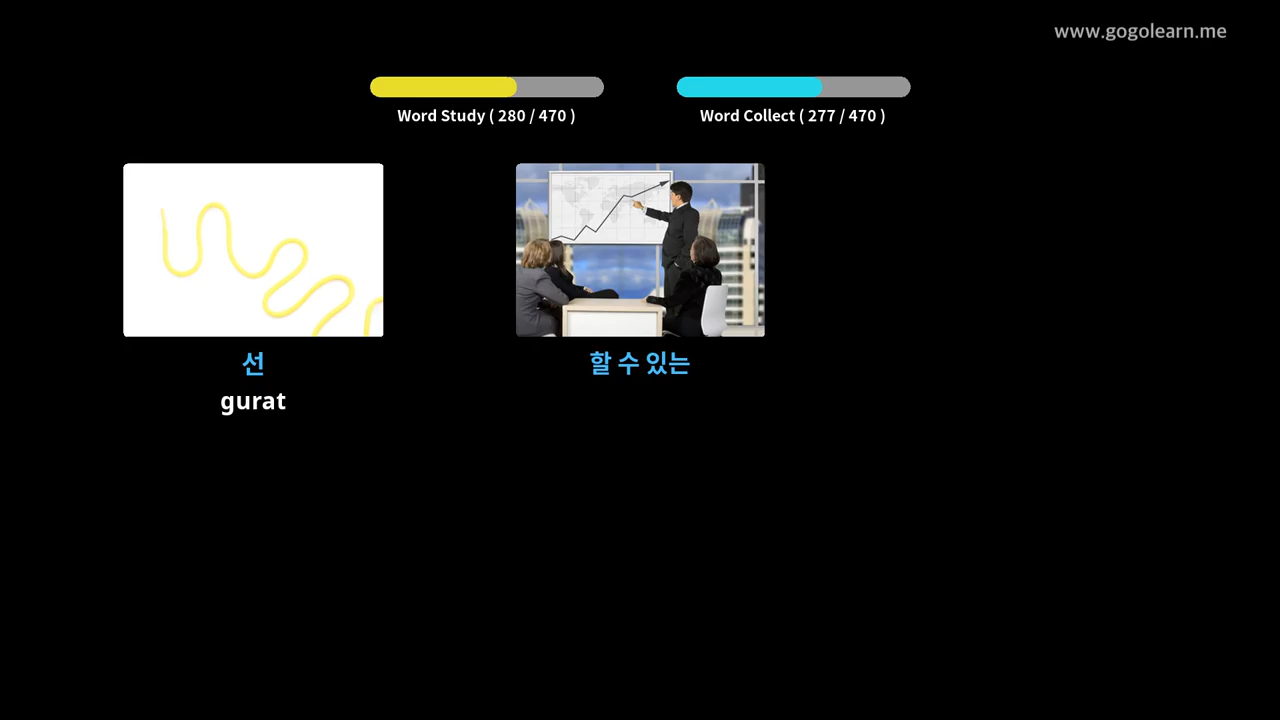 www.gogolearn.me
Word Study ( 280 / 470 )
Word Collect ( 277 / 470 )
선
gurat
할 수 있는